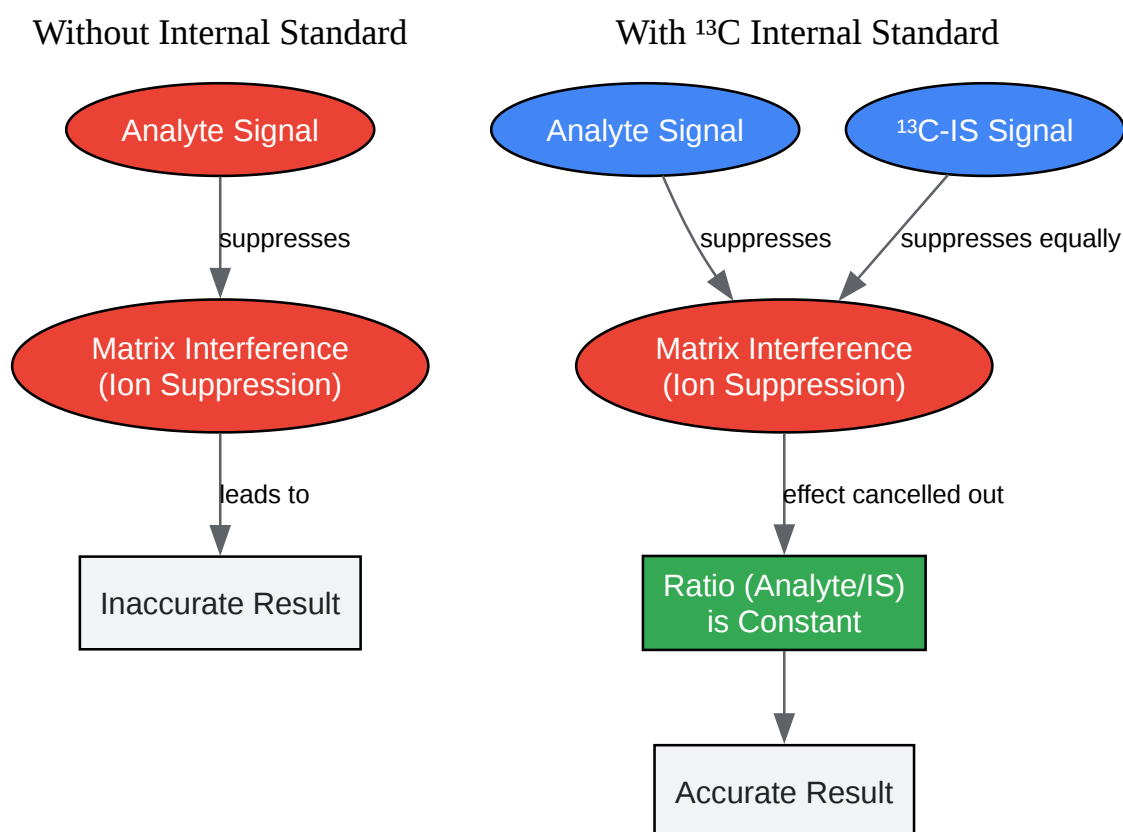 Without Internal Standard
Analyte Signal
suppresses
Matrix Interference
(Ion Suppression)
leads to
Inaccurate Result
With ¹³C Internal Standard
Analyte Signal
¹³C-IS Signal
suppresses
suppresses equally
Matrix Interference
(Ion Suppression)
effect cancelled out
Ratio (Analyte/IS)
is Constant
Accurate Result